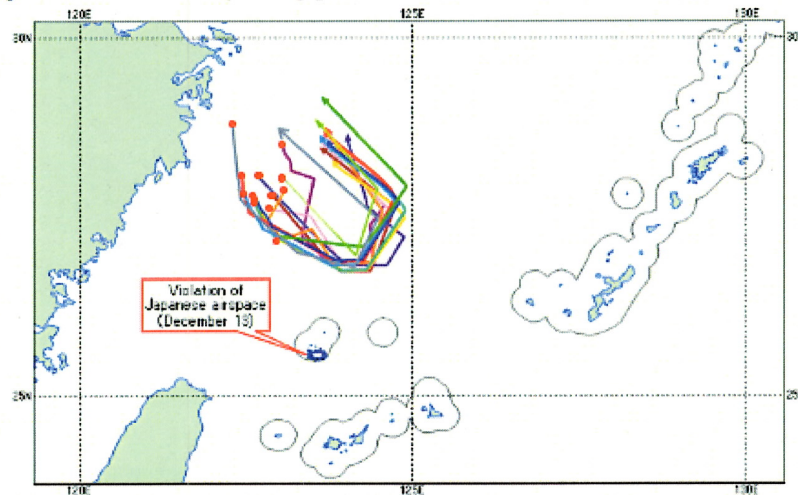 120E 125E 130E
30N 30
Violation of
Japanese airspace
(December 13)
25N 25
120E 125E 130E